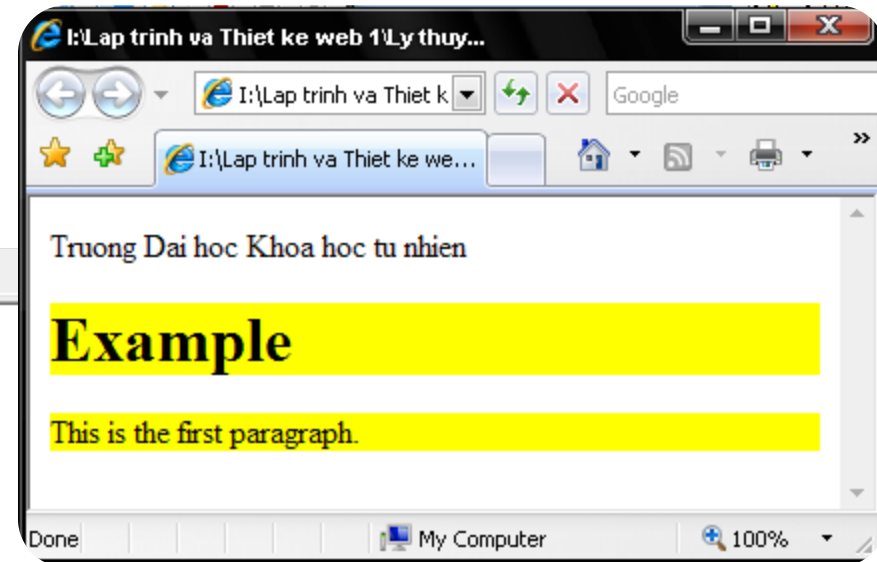 I:\Lap trinh va Thiet ke web 1\Ly thuy...
I:\Lap trinh va Thiet k
Google
I:\Lap trinh va Thiet ke we...
Truong Dai hoc Khoa hoc tu nhien
Example
This is the first paragraph.
Done
My Computer
100%